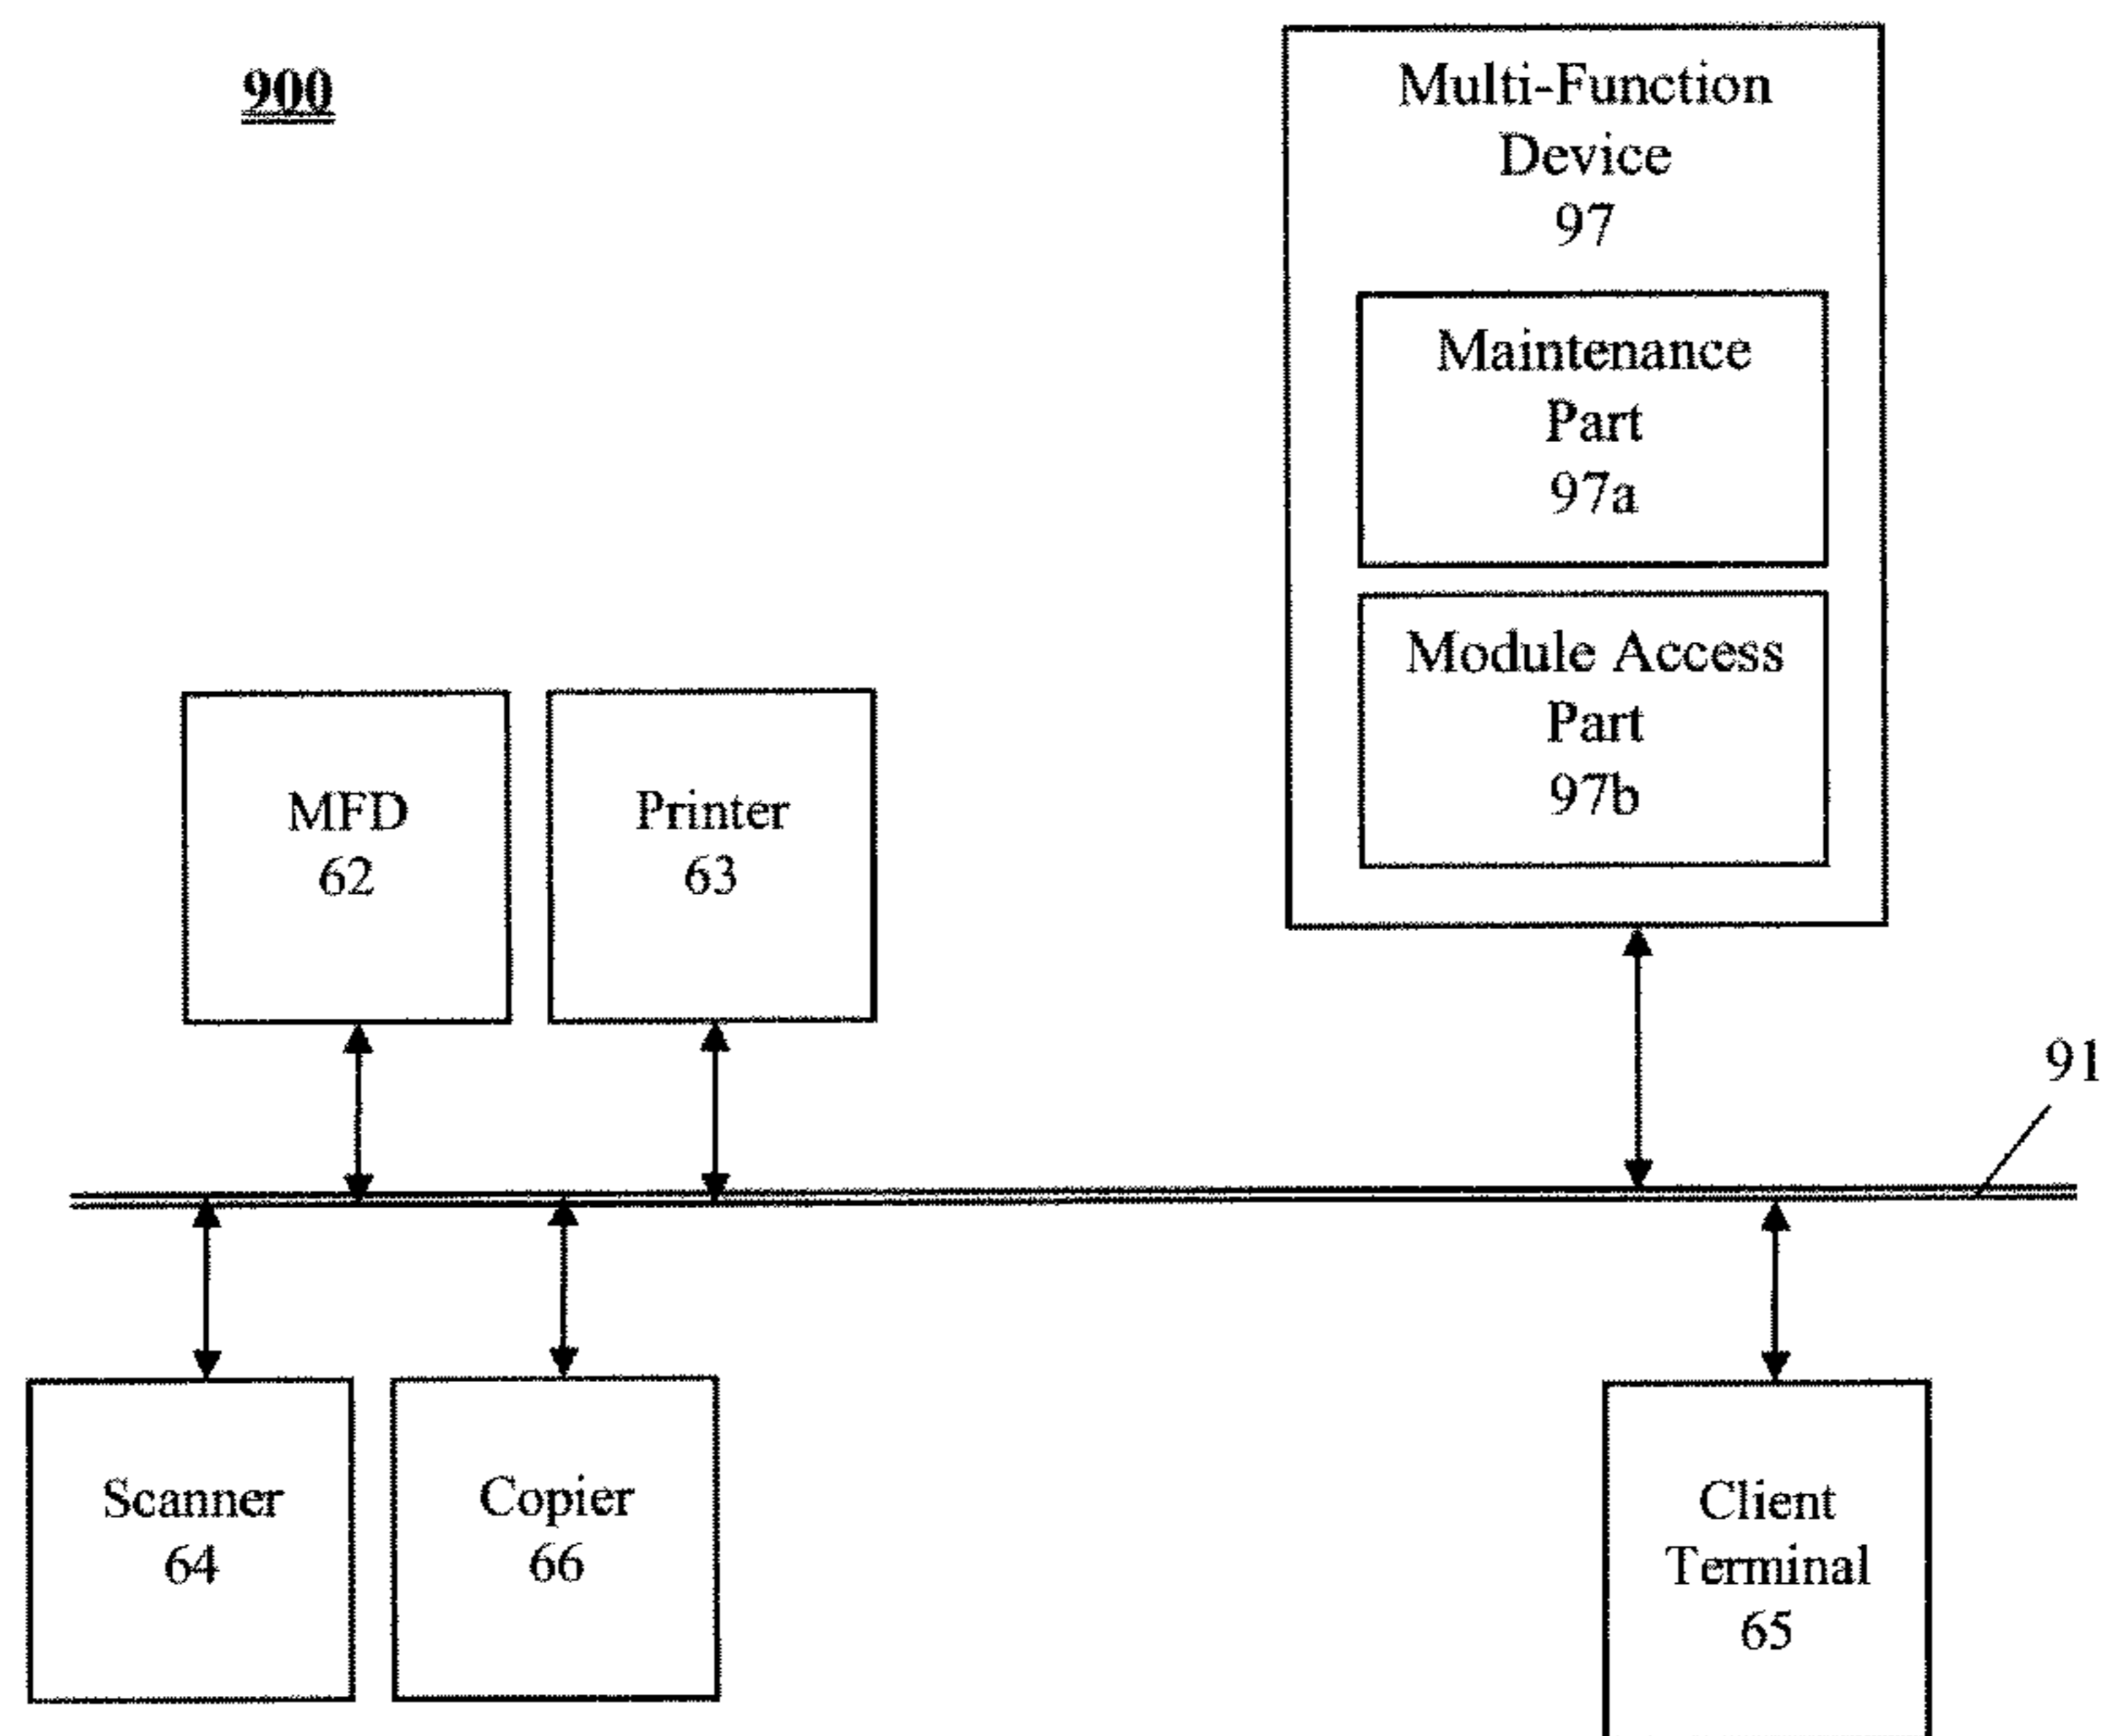 900
Multi-Function
Device
97
Maintenance
Part
97a
Module Access
Part
97b
MFD
62
Printer
63
91
Scanner
64
Copier
66
Client
Terminal
65